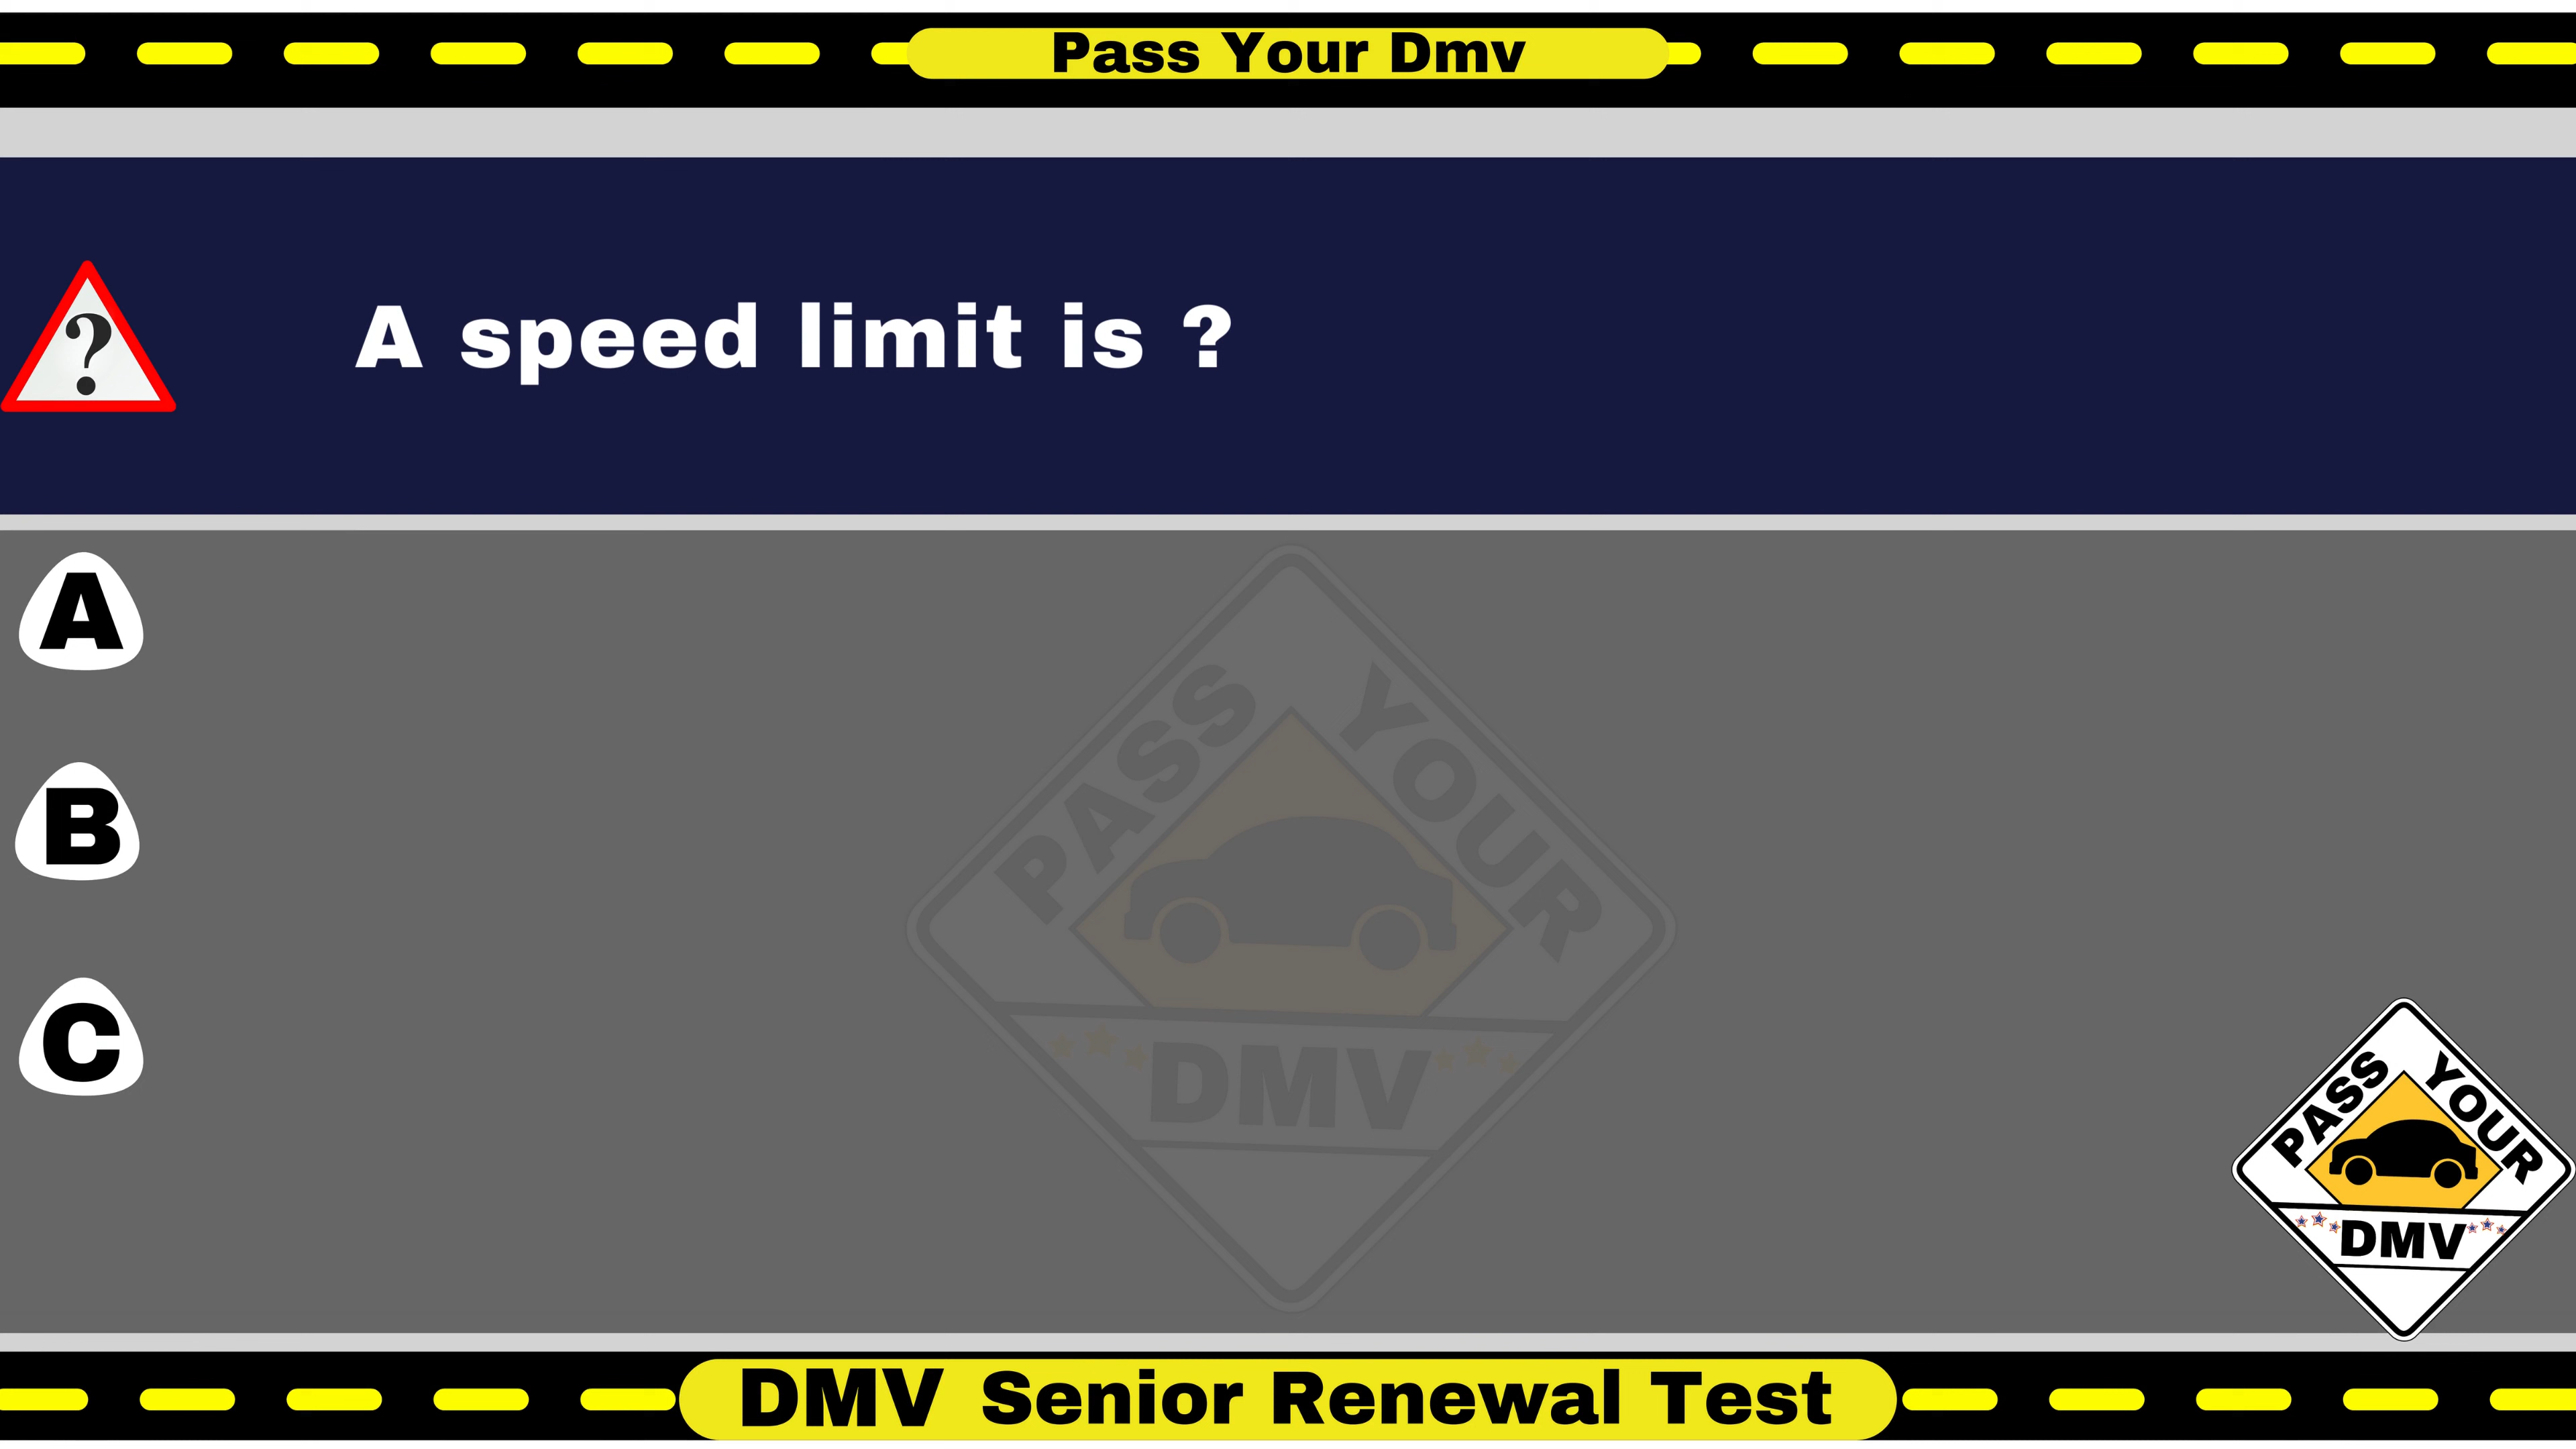 Pass Your Dmv
?
A speed limit is ?
A
B
C
PASS YOUR
DMV
PASS YOUR
DMV
DMV Senior Renewal Test